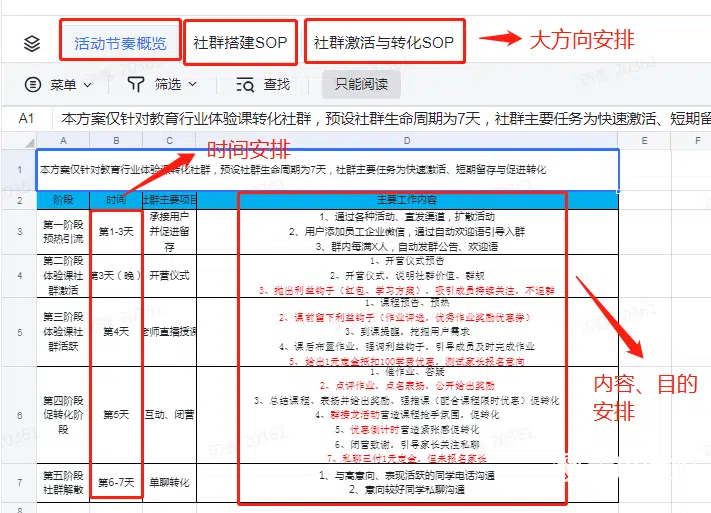 活动节奏概览
社群搭建SOP
社群激活与转化SOP
大方向安排
菜单
筛选
查找
只能阅读
A1
本方案仅针对教育行业体验课转化社群，预设社群生命周期为7天，社群主要任务为快速激活、短期留
A B C D E F
时间安排
1 本方案仅针对教育行业体验课转化社群，预设社群生命周期为7天，社群主要任务为快速激活、短期留存与促进转化
2 阶段 时间 社群主要项目 主要工作内容
3
第一阶段
预热引流
第1-3天
承接用户
并促进留
存
1、通过各种活动、宣发渠道，扩散活动
2、用户添加员工企业微信，通过自动欢迎语引导入群
3、群内每满X人，自动发群公告、欢迎语
4
第二阶段
体验课社
群激活
第3天（晚）
开营仪式
1、开营仪式预告
2、开营仪式，说明社群价值、群规
3、抛出利益钩子（红包、学习方案），吸引成员持续关注，不退群
5
第三阶段
体验课社
群活跃
第4天
老师直播授课
1、课程预告、预热
2、课前留下利益钩子（作业评选，优秀作业奖励优惠券）
3、到课提醒，挖掘用户需求
4、课后布置作业，强调利益钩子，引导成员及时完成作业
5、给出1元定金抵扣100学费优惠，测试家长报名意向
内容、目的
安排
6
第四阶段
促转化阶
段
第5天
互动、闭营
1、催作业、答疑
2、点评作业，点名表扬，公开给出奖励
3、总结课程、表扬并给出奖励、强推课（配合课程限时优惠）促转化
4、群接龙活动营造课程抢手氛围，促转化
5、优惠倒计时营造紧张感促转化
6、闭营致谢，引导家长关注私聊
7、私聊已付1元定金，但未报名家长
7
第五阶段
社群解散
第6-7天
单聊转化
1、与高意向、表现活跃的同学电话沟通
2、意向较好同学私聊沟通
8